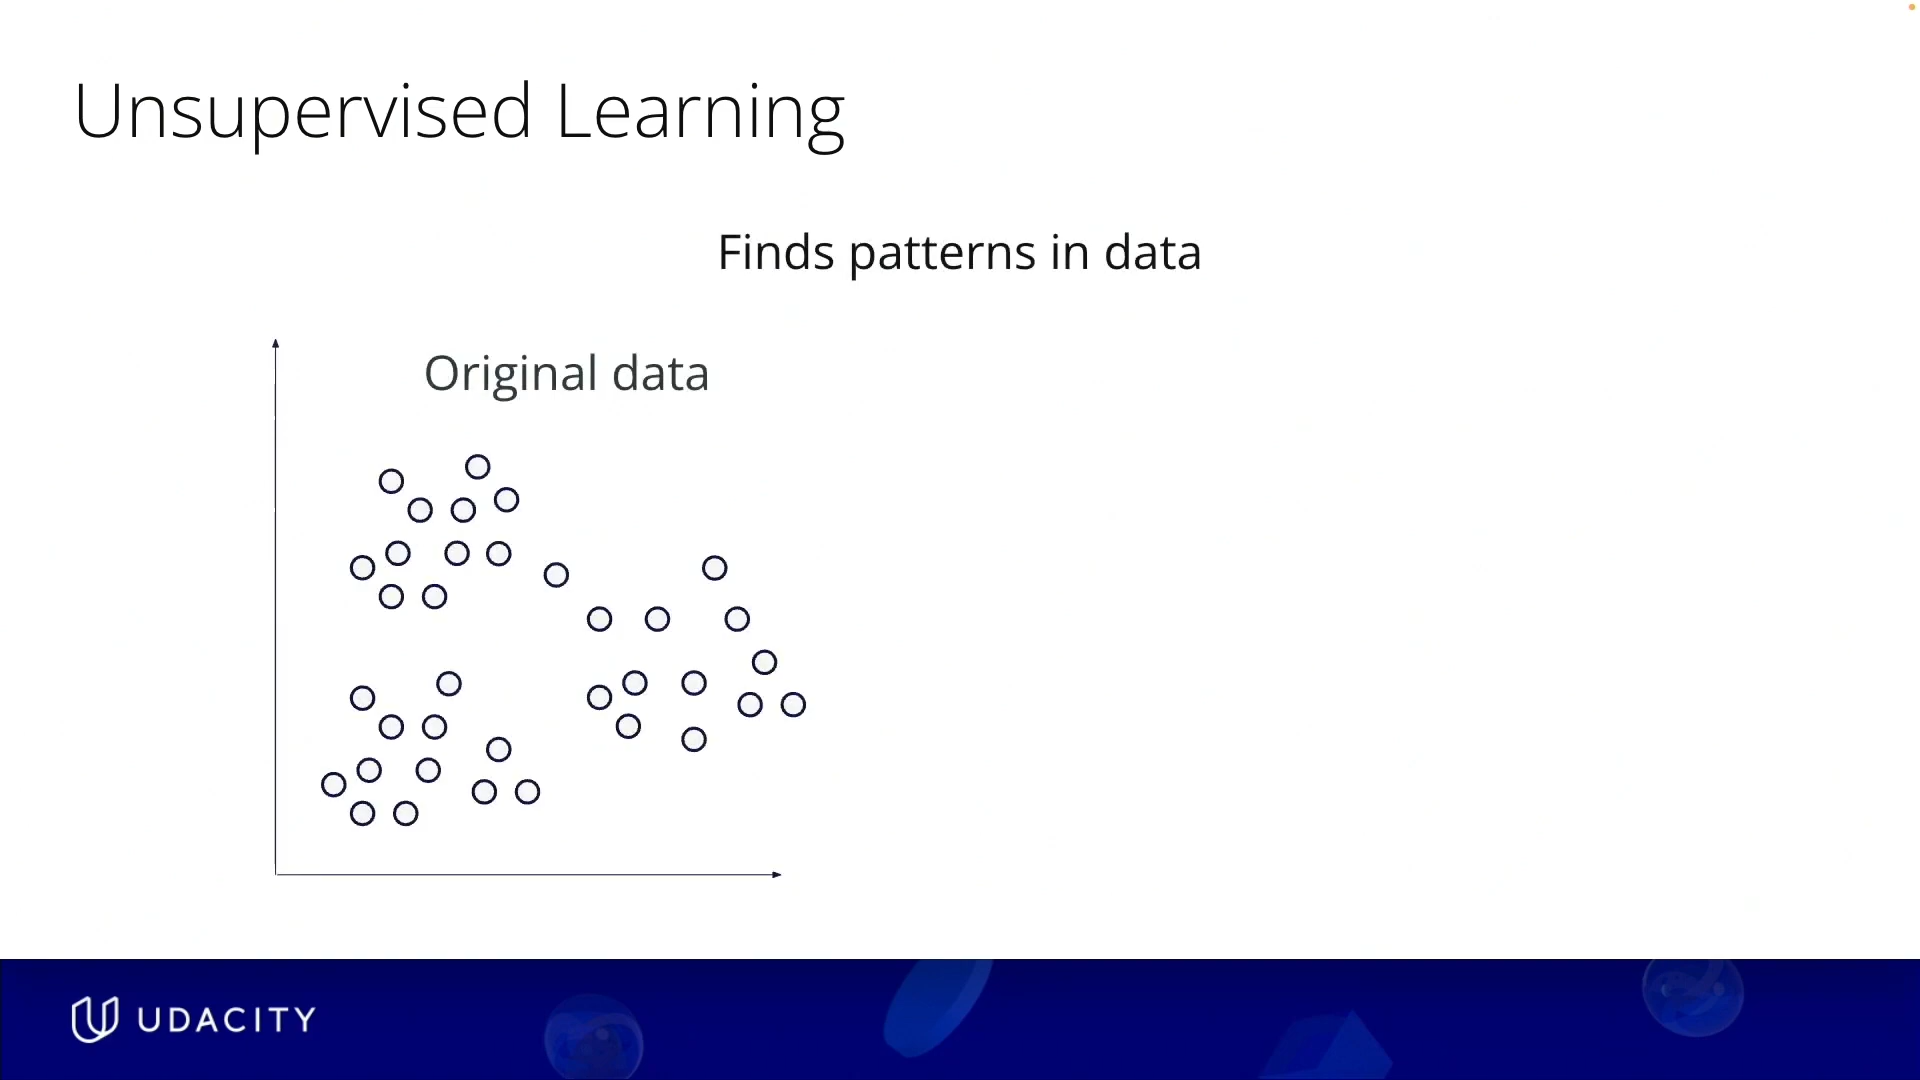 Unsupervised Learning
Finds patterns in data
Original data
UDACITY